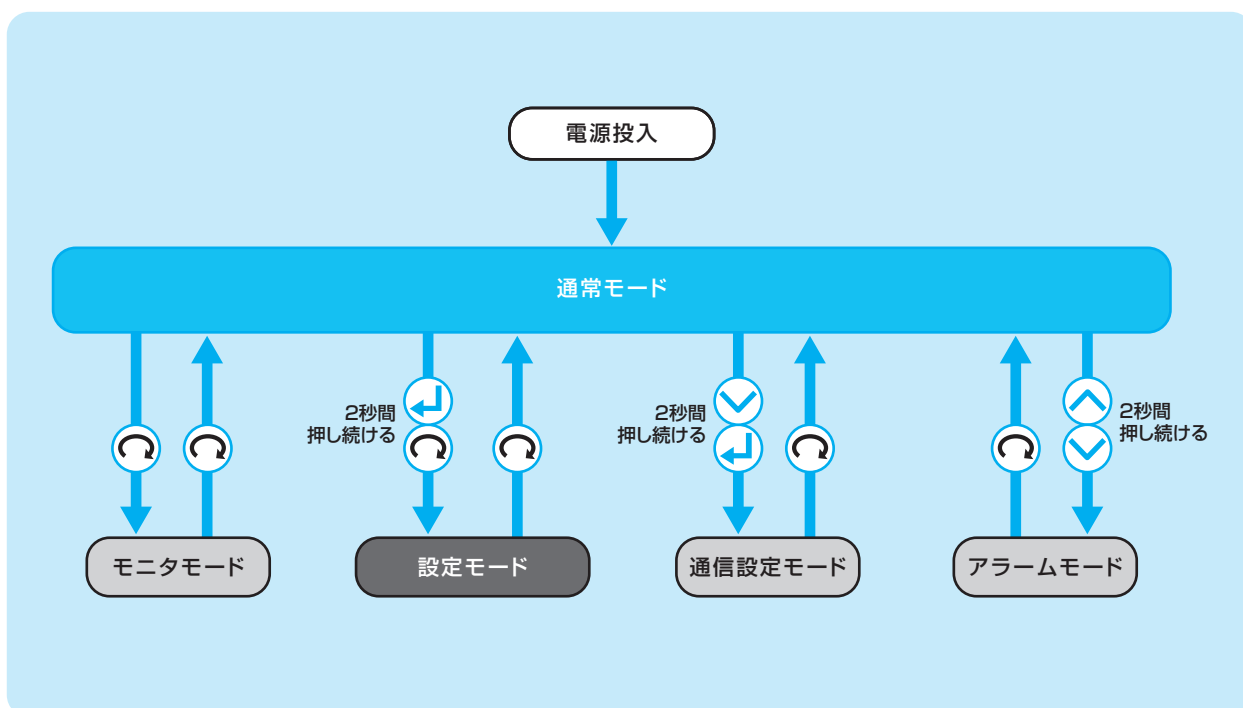 電源投入
通常モード
2秒間
押し続ける
2秒間
押し続ける
2秒間
押し続ける
モニタモード
設定モード
通信設定モード
アラームモード